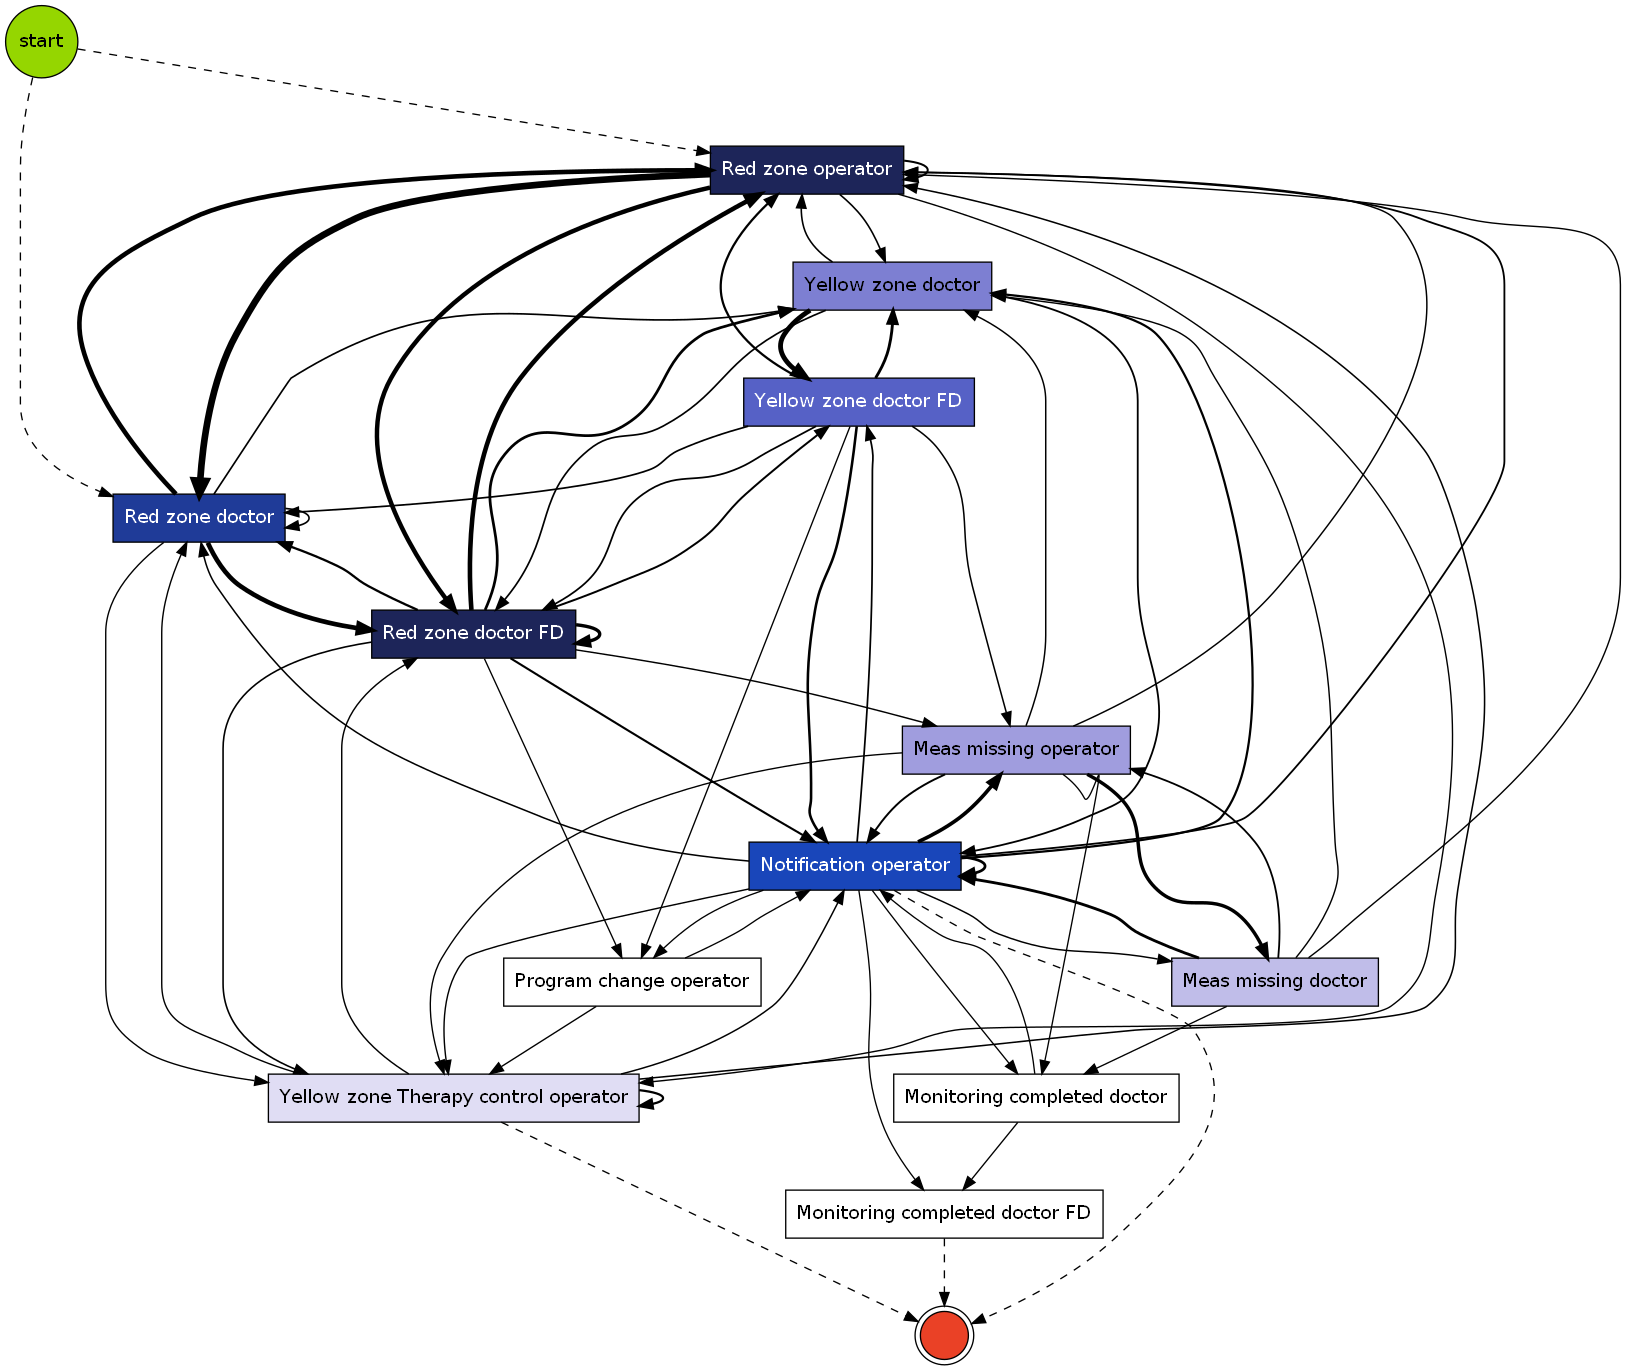 start
Red zone operator
Yellow zone doctor
Yellow zone doctor FD
Red zone doctor
Red zone doctor FD
Meas missing operator
Notification operator
Program change operator
Meas missing doctor
Yellow zone Therapy control operator
Monitoring completed doctor
Monitoring completed doctor FD